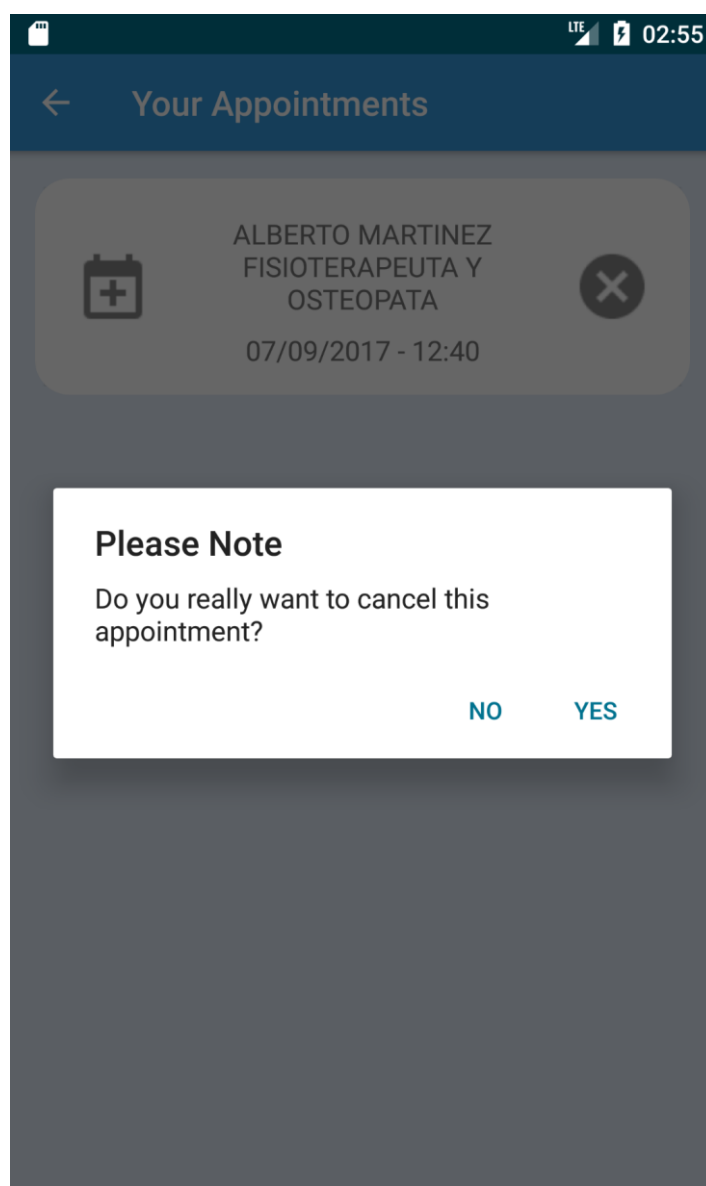 LTE 02:55
Your Appointments
ALBERTO MARTINEZ
FISIOTERAPEUTA Y
OSTEOPATA
07/09/2017 - 12:40
Please Note
Do you really want to cancel this
appointment?
NO YES